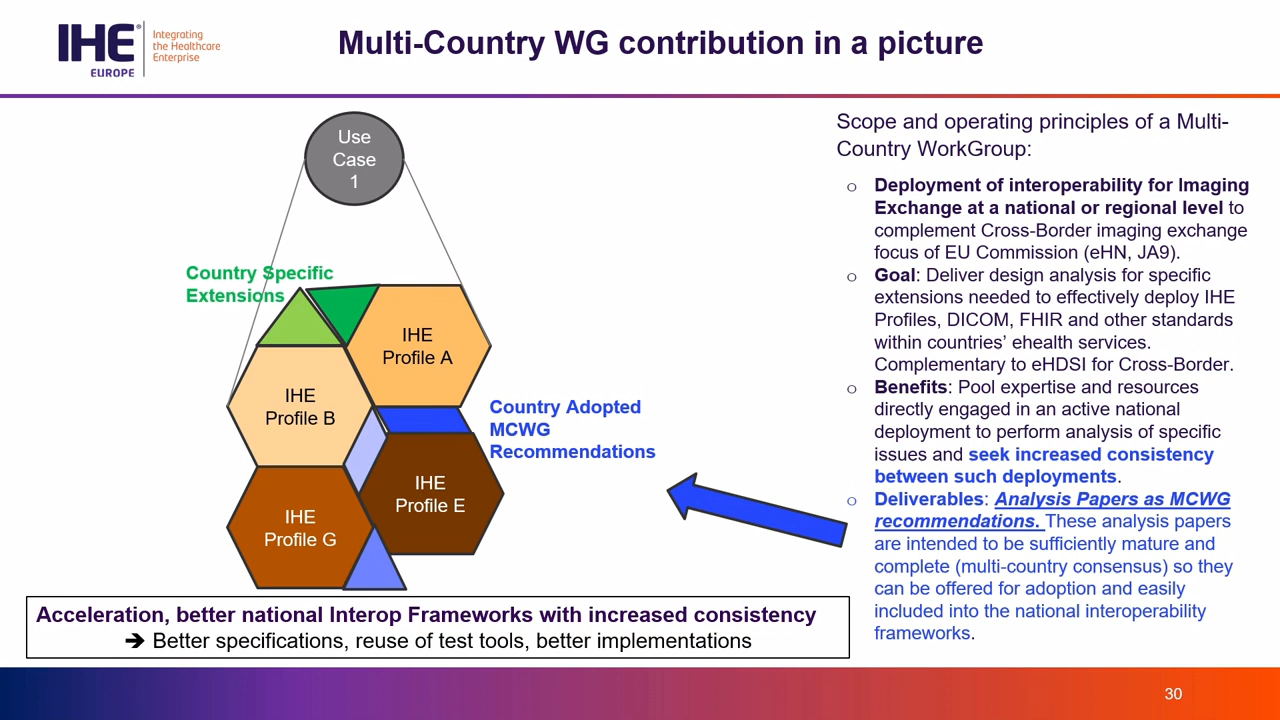 IHE®
EUROPE
Integrating
the Healthcare
Enterprise
Multi-Country WG contribution in a picture
Use
Case
1
Country Specific
Extensions
IHE
Profile A
IHE
Profile B
Country Adopted
MCWG
Recommendations
IHE
Profile E
IHE
Profile G
Acceleration, better national Interop Frameworks with increased consistency
➔ Better specifications, reuse of test tools, better implementations
Scope and operating principles of a Multi-
Country WorkGroup:
o Deployment of interoperability for Imaging
Exchange at a national or regional level to
complement Cross-Border imaging exchange
focus of EU Commission (eHN, JA9).
o Goal: Deliver design analysis for specific
extensions needed to effectively deploy IHE
Profiles, DICOM, FHIR and other standards
within countries’ ehealth services.
Complementary to eHDSI for Cross-Border.
o Benefits: Pool expertise and resources
directly engaged in an active national
deployment to perform analysis of specific
issues and seek increased consistency
between such deployments.
o Deliverables: Analysis Papers as MCWG
recommendations. These analysis papers
are intended to be sufficiently mature and
complete (multi-country consensus) so they
can be offered for adoption and easily
included into the national interoperability
frameworks.
30